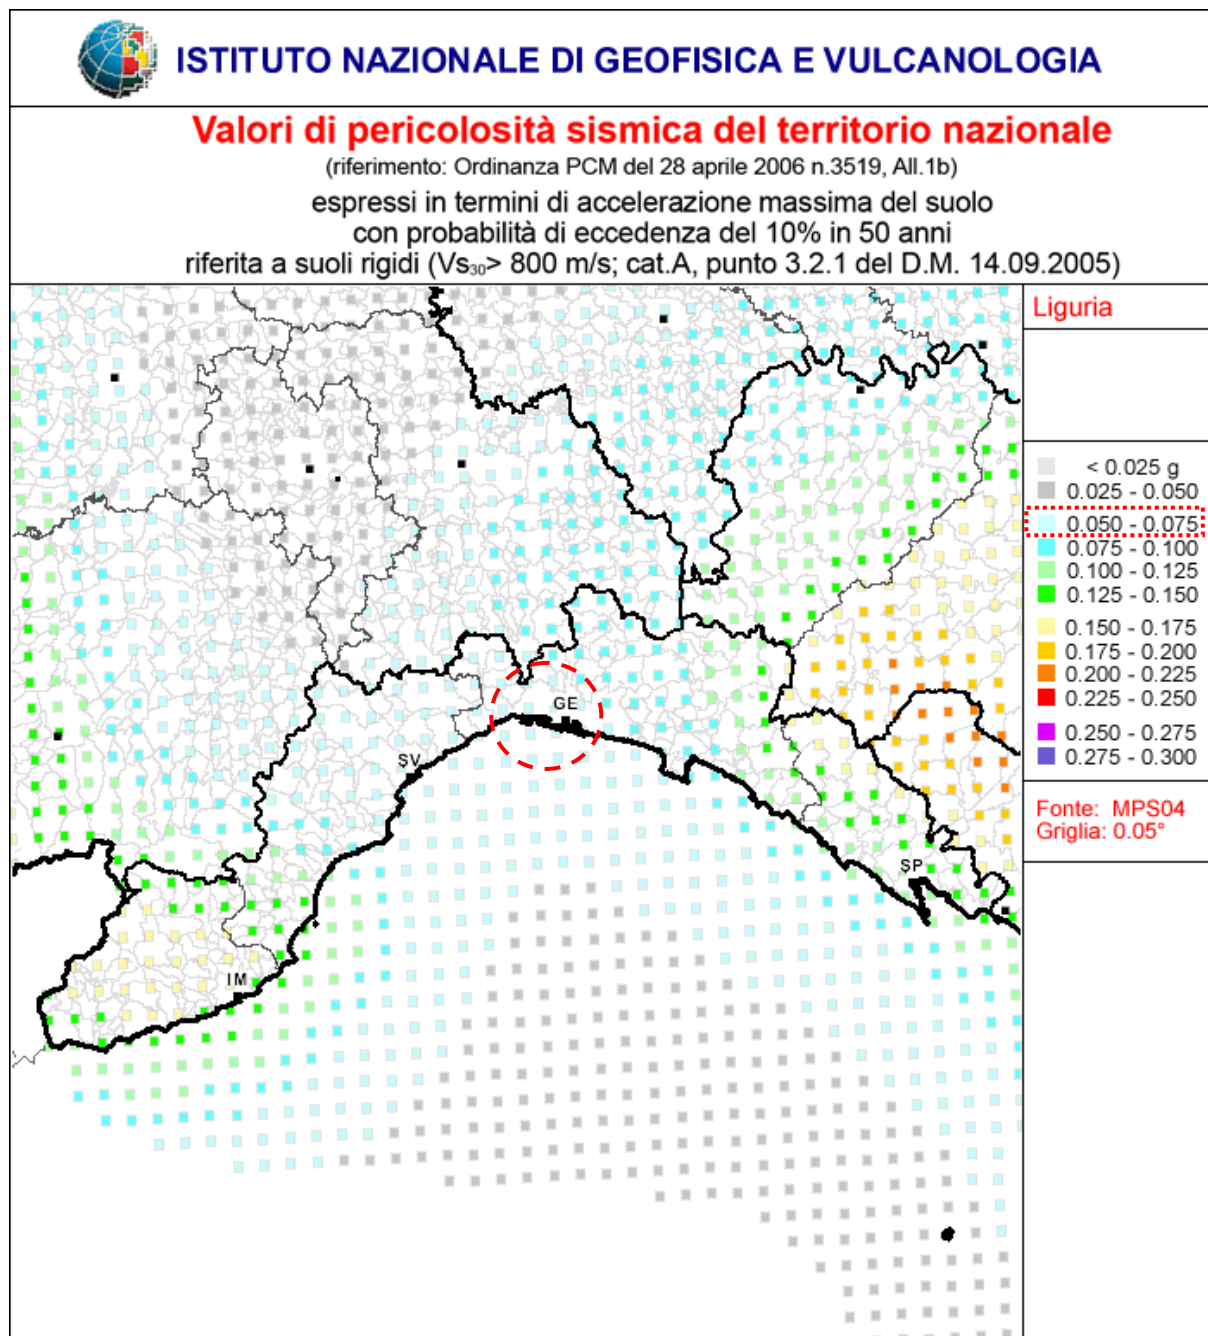 ISTITUTO NAZIONALE DI GEOFISICA E VULCANOLOGIA
Valori di pericolosità sismica del territorio nazionale
(riferimento: Ordinanza PCM del 28 aprile 2006 n.3519, All.1b)
espressi in termini di accelerazione massima del suolo
con probabilità di eccedenza del 10% in 50 anni
riferita a suoli rigidi (Vs30> 800 m/s; cat.A, punto 3.2.1 del D.M. 14.09.2005)
Liguria
< 0.025 g
0.025 - 0.050
0.050 - 0.075
0.075 - 0.100
0.100 - 0.125
0.125 - 0.150
0.150 - 0.175
0.175 - 0.200
0.200 - 0.225
0.225 - 0.250
0.250 - 0.275
0.275 - 0.300
Fonte: MPS04
Griglia: 0.05°
GE
SV
SP
IM